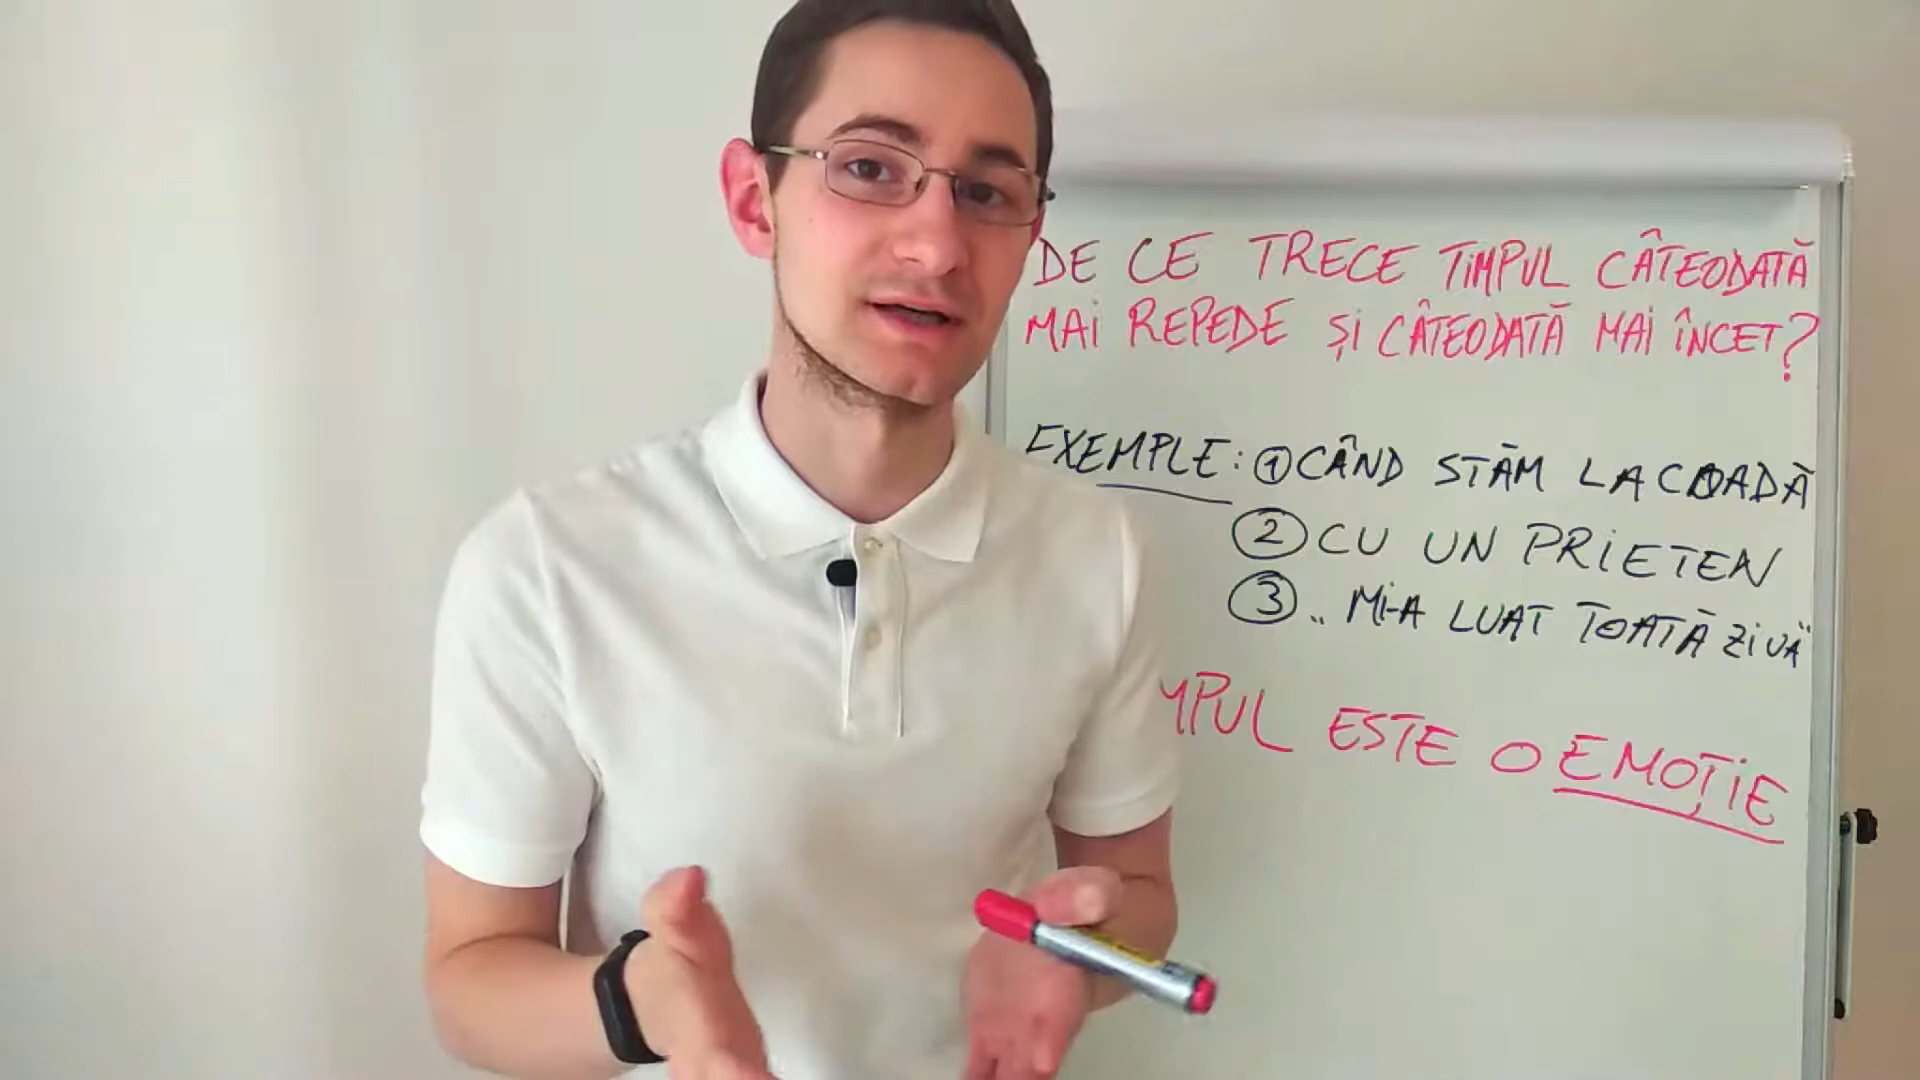 DE CE TRECE TIMPUL CÂTEODATĂ
MAI REPEDE ȘI CÂTEODATĂ MAI ÎNCET?
EXEMPLE: ① CÂND STĂM LA COADĂ
② CU UN PRIETEN
③ „MI-A LUAT TOATĂ ZIUA"
ESTE O EMOȚIE